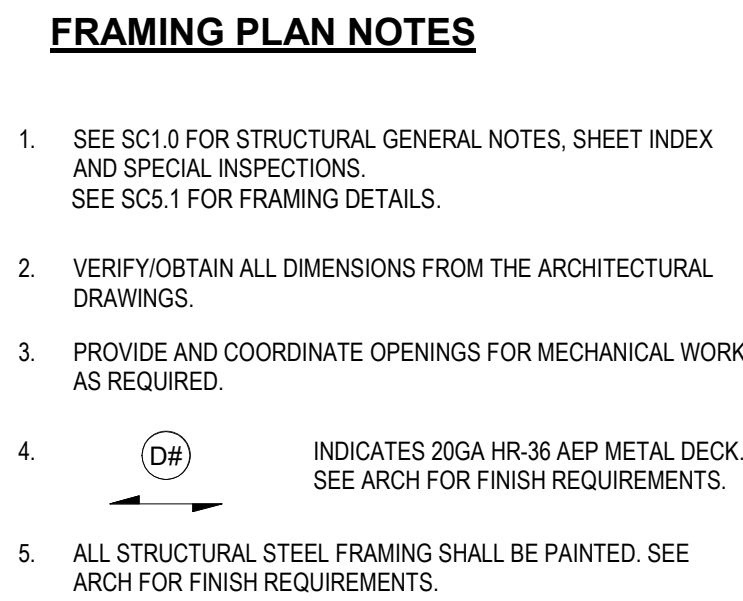 FRAMING PLAN NOTES
1. SEE SC1.0 FOR STRUCTURAL GENERAL NOTES, SHEET INDEX
AND SPECIAL INSPECTIONS.
SEE SC5.1 FOR FRAMING DETAILS.
2. VERIFY/OBTAIN ALL DIMENSIONS FROM THE ARCHITECTURAL
DRAWINGS.
3. PROVIDE AND COORDINATE OPENINGS FOR MECHANICAL WORK
AS REQUIRED.
4. D# INDICATES 20GA HR-36 AEP METAL DECK.
SEE ARCH FOR FINISH REQUIREMENTS.
5. ALL STRUCTURAL STEEL FRAMING SHALL BE PAINTED. SEE
ARCH FOR FINISH REQUIREMENTS.